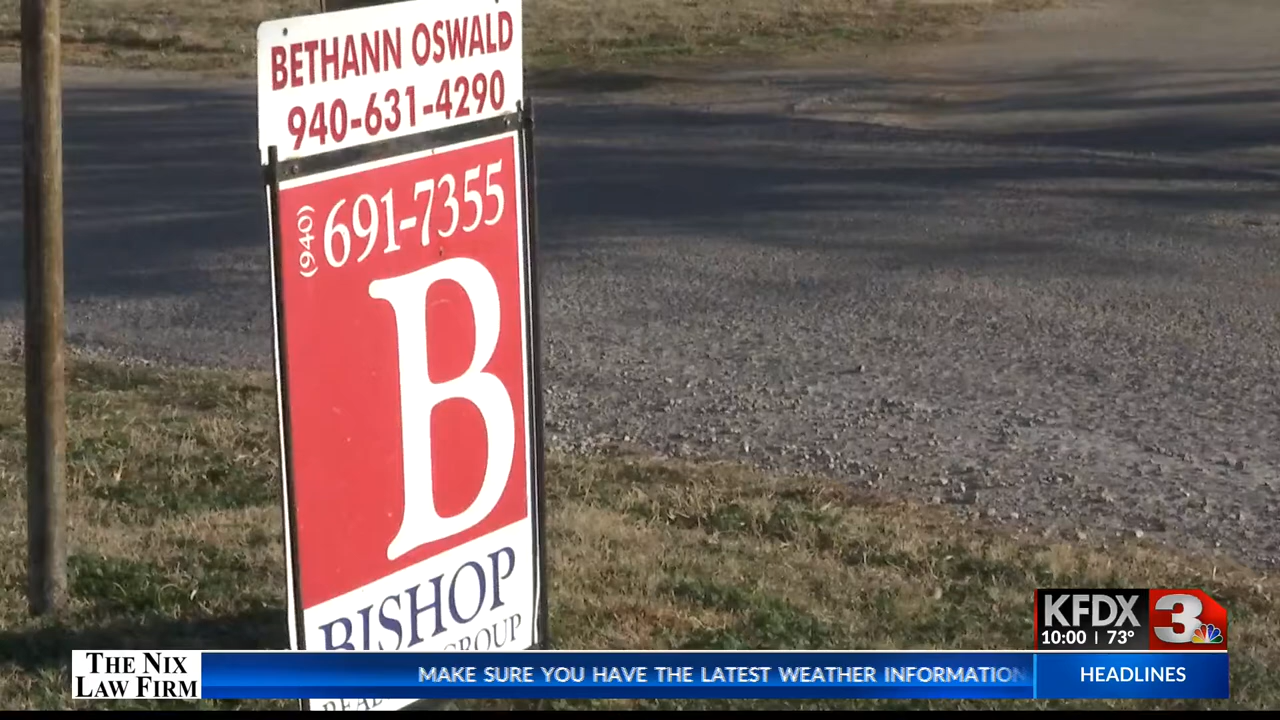 BETHANN OSWALD
940-631-4290
(940) 691-7355
B
BISHOP
GROUP
KFDX 3
10:00 | 73°
THE NIX
LAW FIRM
MAKE SURE YOU HAVE THE LATEST WEATHER INFORMATION
HEADLINES